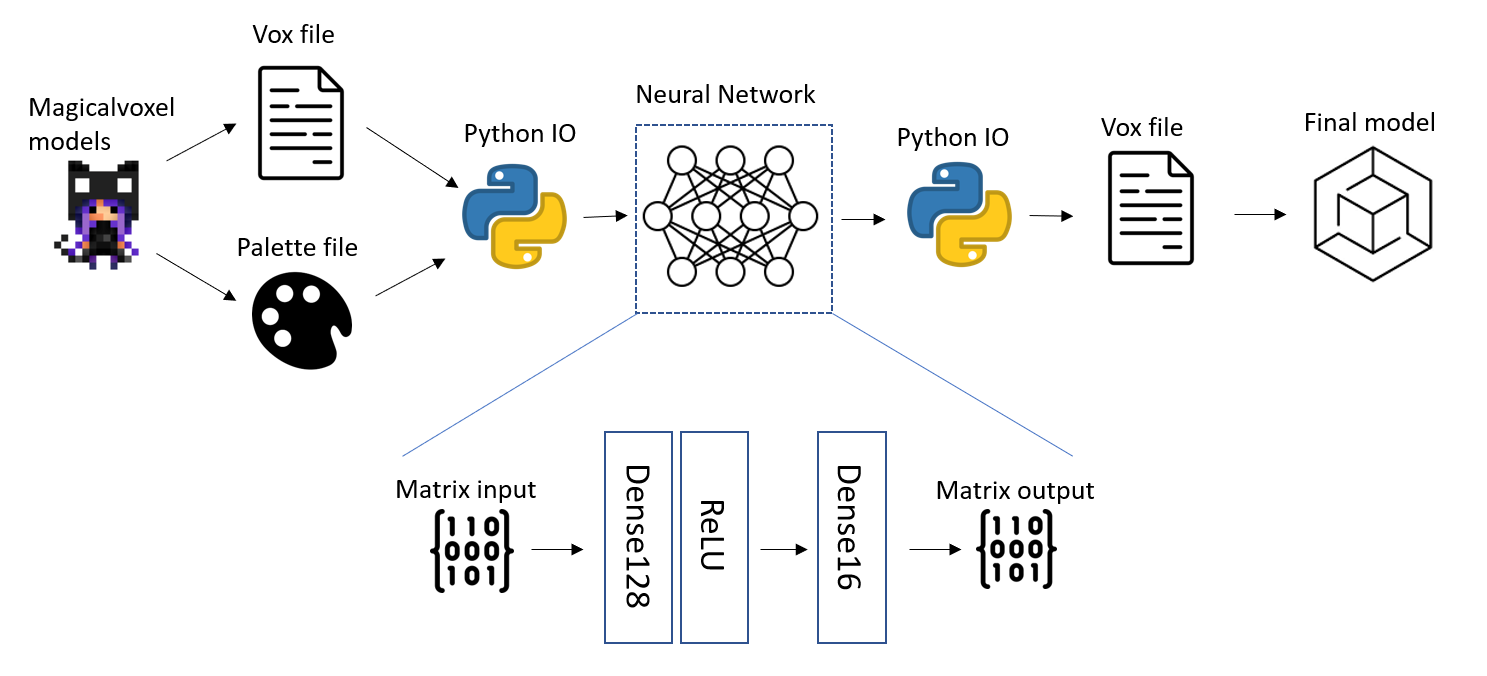 Vox file
Magicalvoxel
models
Palette file
Python IO
Neural Network
Python IO
Vox file
Final model
Matrix input
{110
000
101}
Dense128
ReLU
Dense16
Matrix output
{110
000
101}